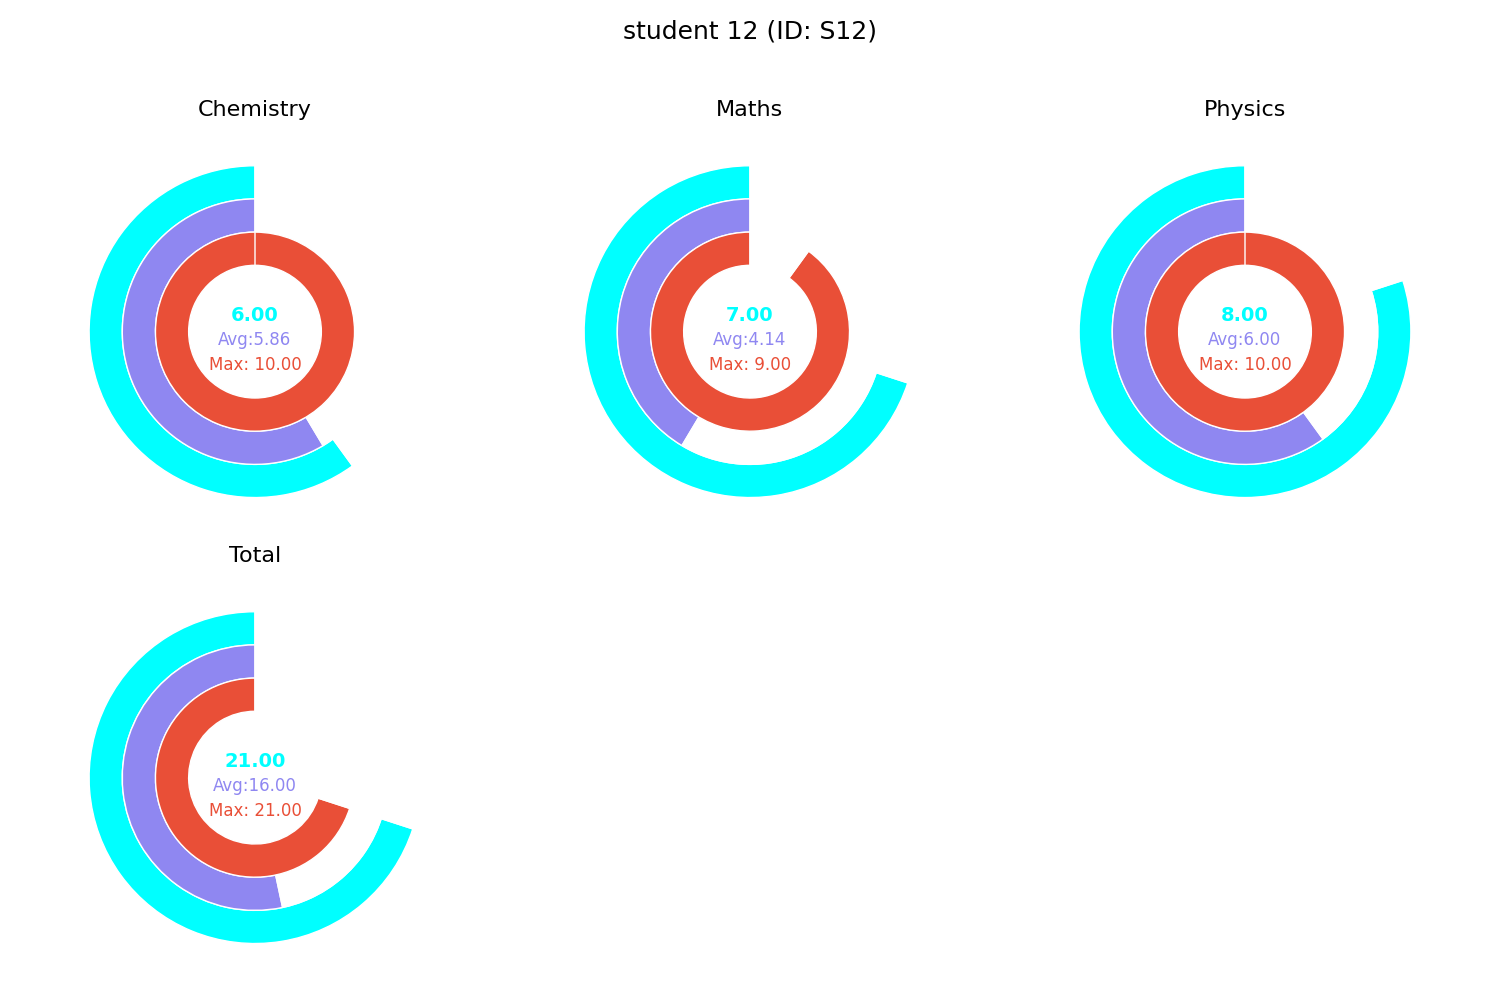 student 12 (ID: S12)
Chemistry
6.00
Avg:5.86
Max: 10.00
Maths
7.00
Avg:4.14
Max: 9.00
Physics
8.00
Avg:6.00
Max: 10.00
Total
21.00
Avg:16.00
Max: 21.00